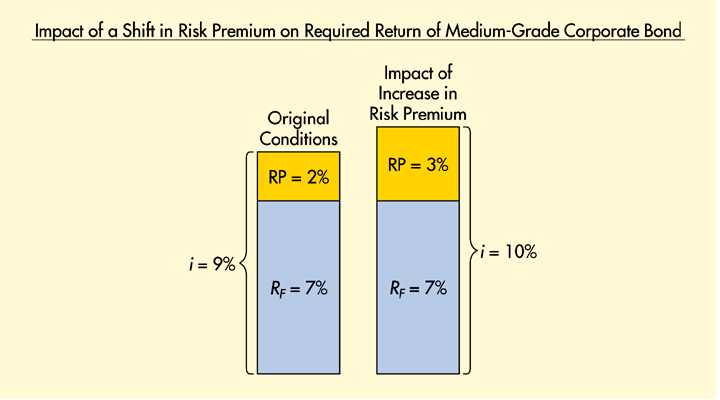 Impact of a Shift in Risk Premium on Required Return of Medium-Grade Corporate Bond
Original
Conditions
RP = 2%
i = 9%
RF = 7%
Impact of
Increase in
Risk Premium
RP = 3%
i = 10%
RF = 7%